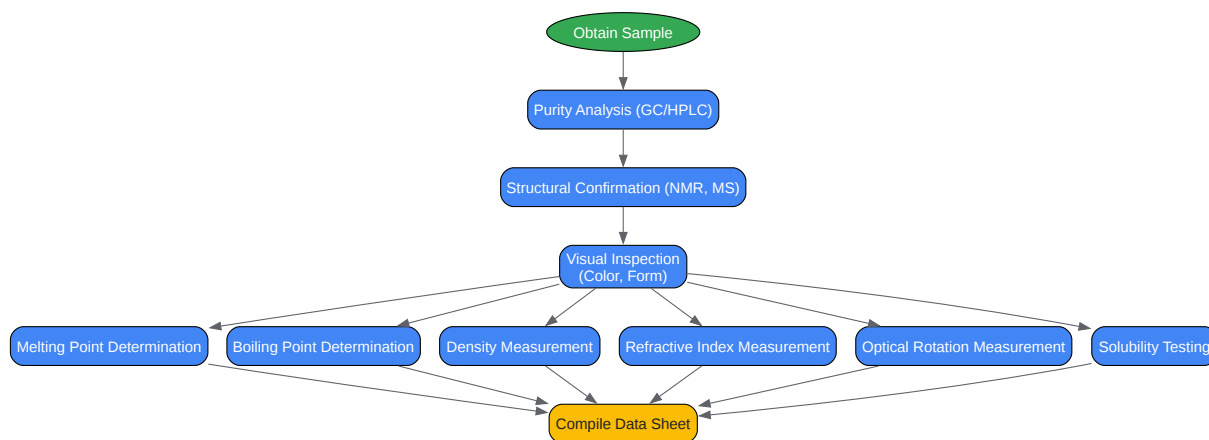 Obtain Sample
Purity Analysis (GC/HPLC)
Structural Confirmation (NMR, MS)
Visual Inspection
(Color, Form)
Melting Point Determination
Boiling Point Determination
Density Measurement
Refractive Index Measurement
Optical Rotation Measurement
Solubility Testing
Compile Data Sheet